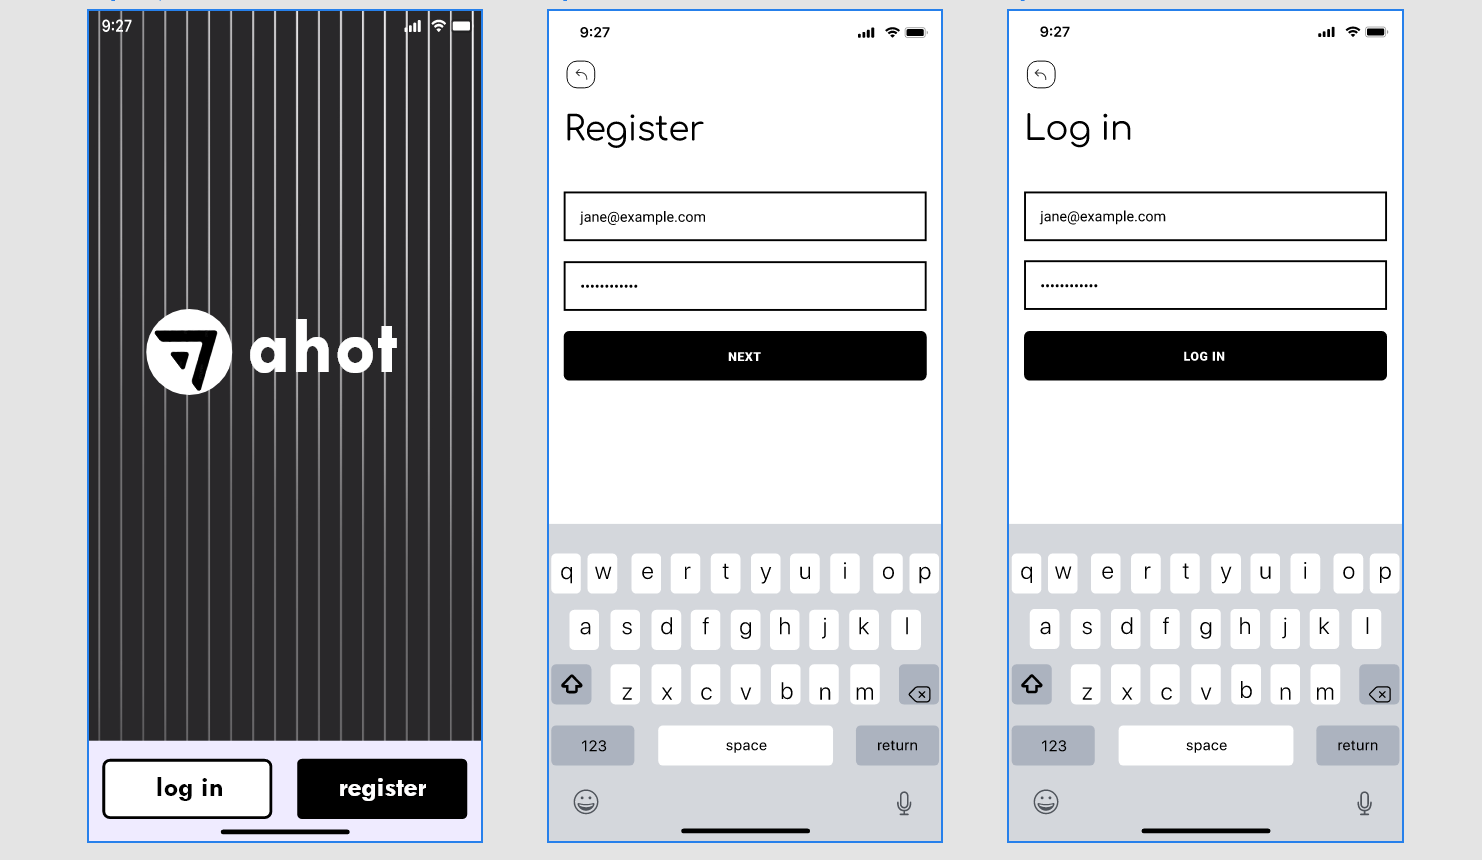 9:27
ahot
log in
register
9:27
Register
jane@example.com
••••••••••••
NEXT
q w e r t y u i o p
a s d f g h j k l
z x c v b n m
123 space return
9:27
Log in
jane@example.com
••••••••••••
LOG IN
q w e r t y u i o p
a s d f g h j k l
z x c v b n m
123 space return